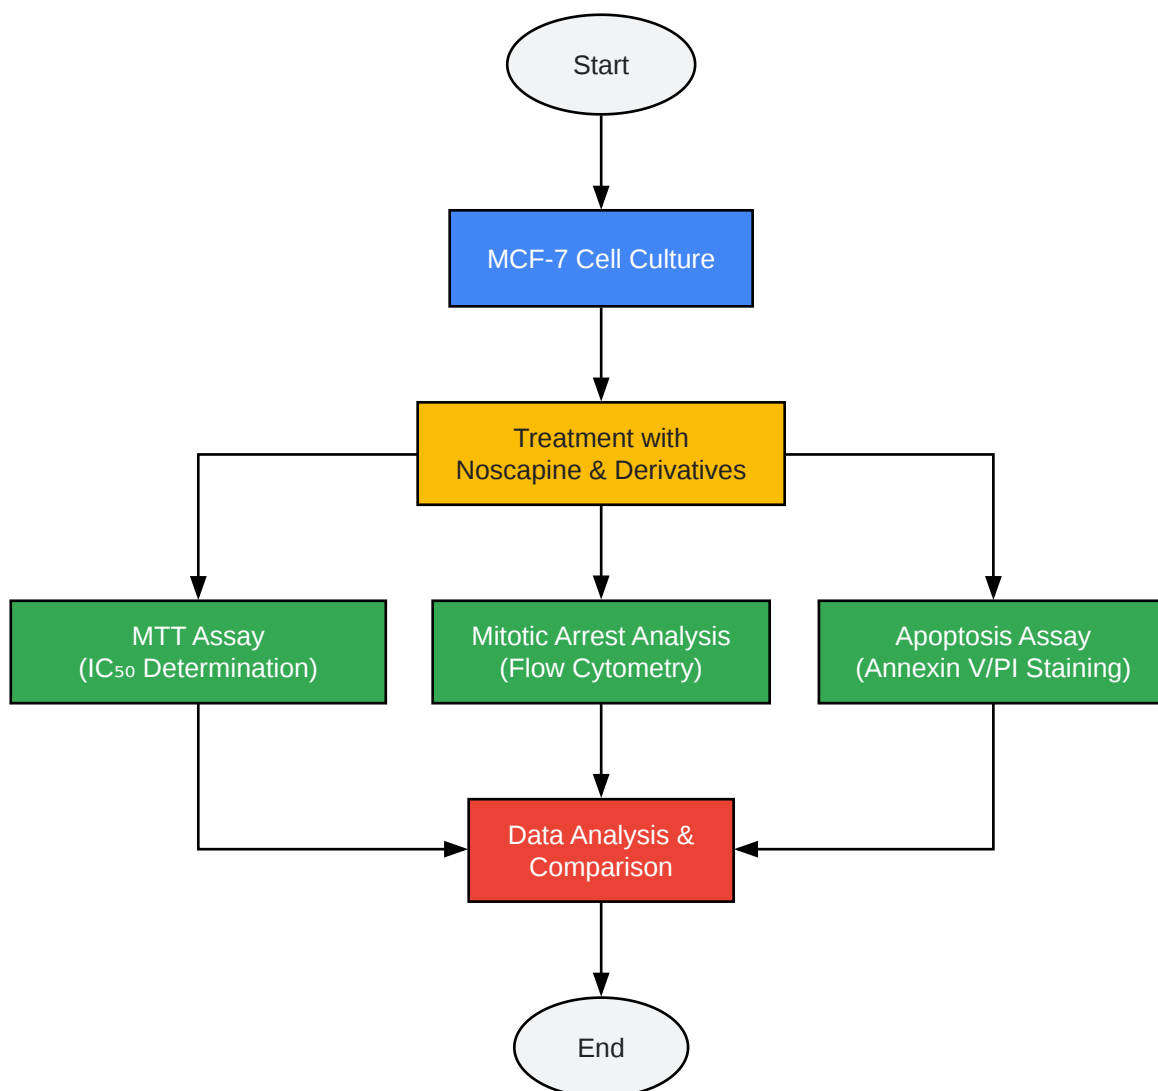 Start
MCF-7 Cell Culture
Treatment with
Noscapine & Derivatives
MTT Assay
(IC₅₀ Determination)
Mitotic Arrest Analysis
(Flow Cytometry)
Apoptosis Assay
(Annexin V/PI Staining)
Data Analysis &
Comparison
End